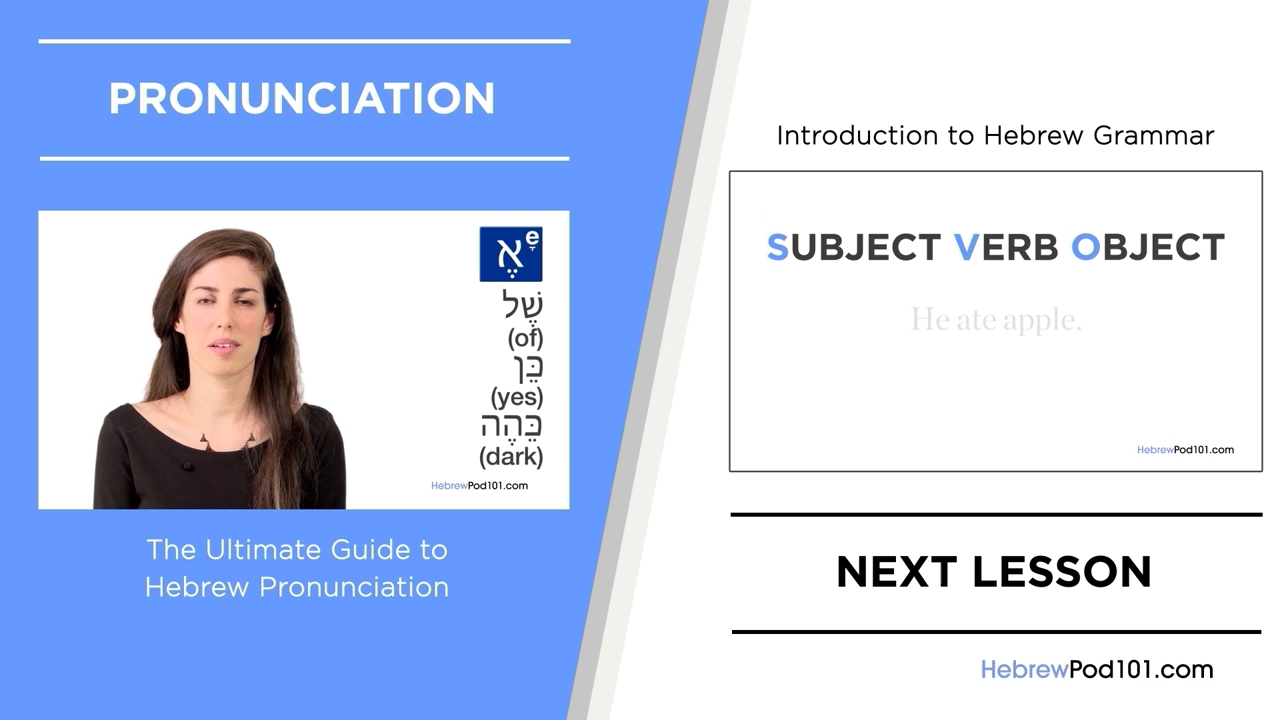 PRONUNCIATION
אֶ ẹ
שֶׁל
(of)
כֵּן
(yes)
כֵּהֶה
(dark)
HebrewPod101.com
The Ultimate Guide to
Hebrew Pronunciation
Introduction to Hebrew Grammar
SUBJECT VERB OBJECT
He ate apple.
HebrewPod101.com
NEXT LESSON
HebrewPod101.com